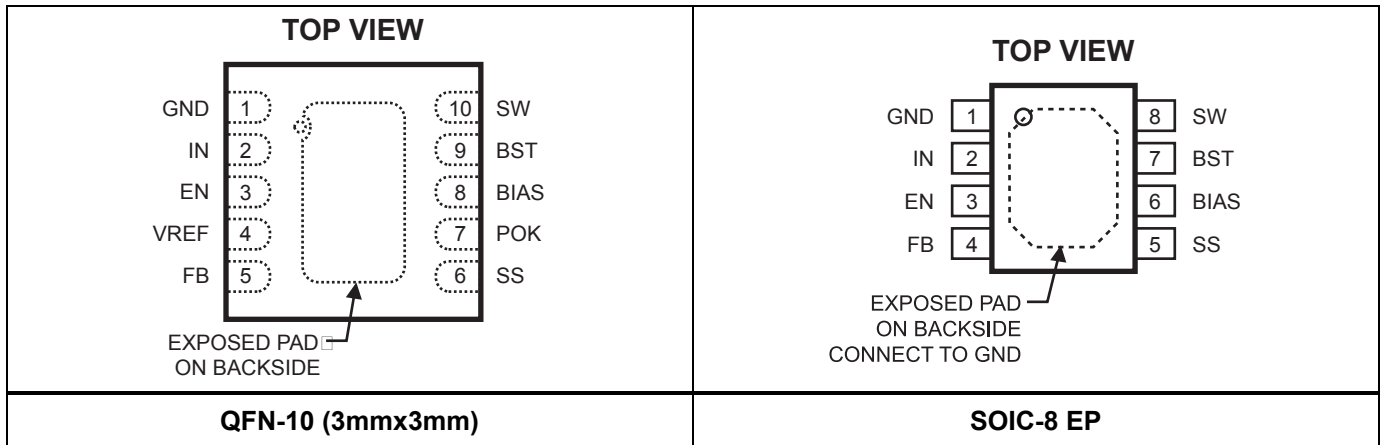 TOP VIEW
GND 1 10 SW
IN 2 9 BST
EN 3 8 BIAS
VREF 4 7 POK
FB 5 6 SS
EXPOSED PAD
ON BACKSIDE
QFN-10 (3mmx3mm)
TOP VIEW
GND 1 8 SW
IN 2 7 BST
EN 3 6 BIAS
FB 4 5 SS
EXPOSED PAD
ON BACKSIDE
CONNECT TO GND
SOIC-8 EP